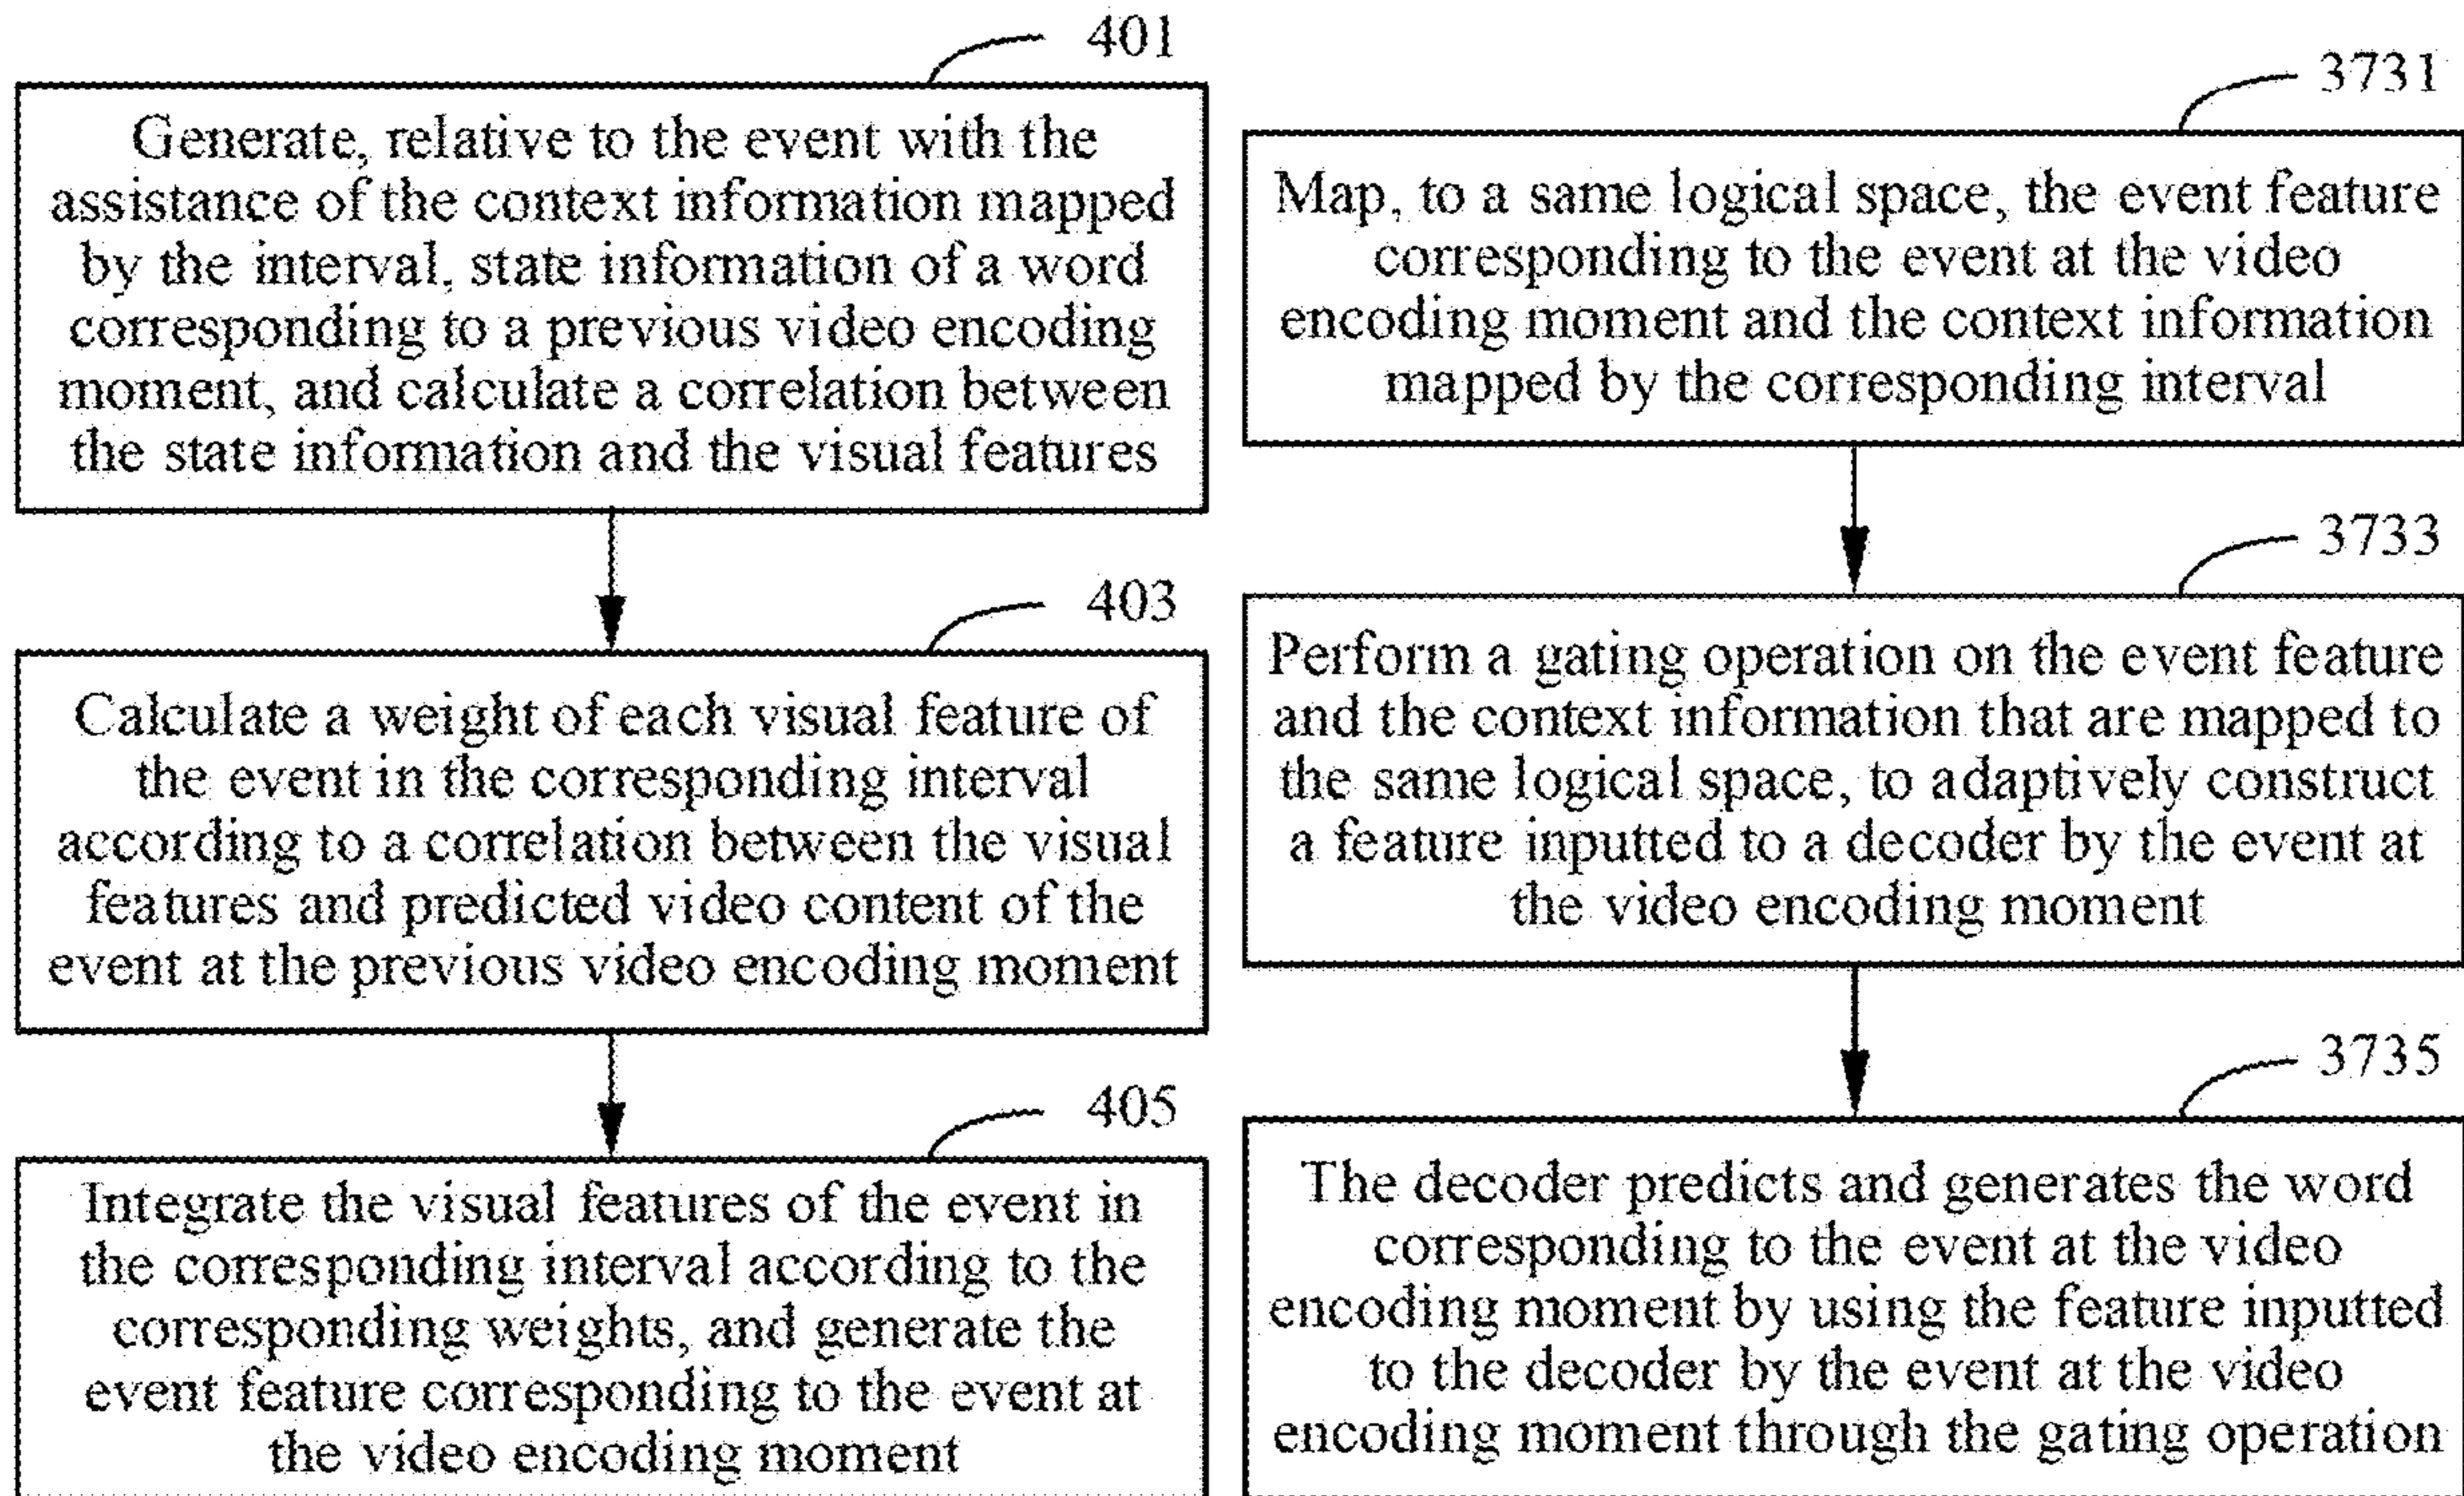 401
Generate, relative to the event with the
assistance of the context information mapped
by the interval, state information of a word
corresponding to a previous video encoding
moment, and calculate a correlation between
the state information and the visual features
403
Calculate a weight of each visual feature of
the event in the corresponding interval
according to a correlation between the visual
features and predicted video content of the
event at the previous video encoding moment
405
Integrate the visual features of the event in
the corresponding interval according to the
corresponding weights, and generate the
event feature corresponding to the event at
the video encoding moment
3731
Map, to a same logical space, the event feature
corresponding to the event at the video
encoding moment and the context information
mapped by the corresponding interval
3733
Perform a gating operation on the event feature
and the context information that are mapped to
the same logical space, to adaptively construct
a feature inputted to a decoder by the event at
the video encoding moment
3735
The decoder predicts and generates the word
corresponding to the event at the video
encoding moment by using the feature inputted
to the decoder by the event at the video
encoding moment through the gating operation